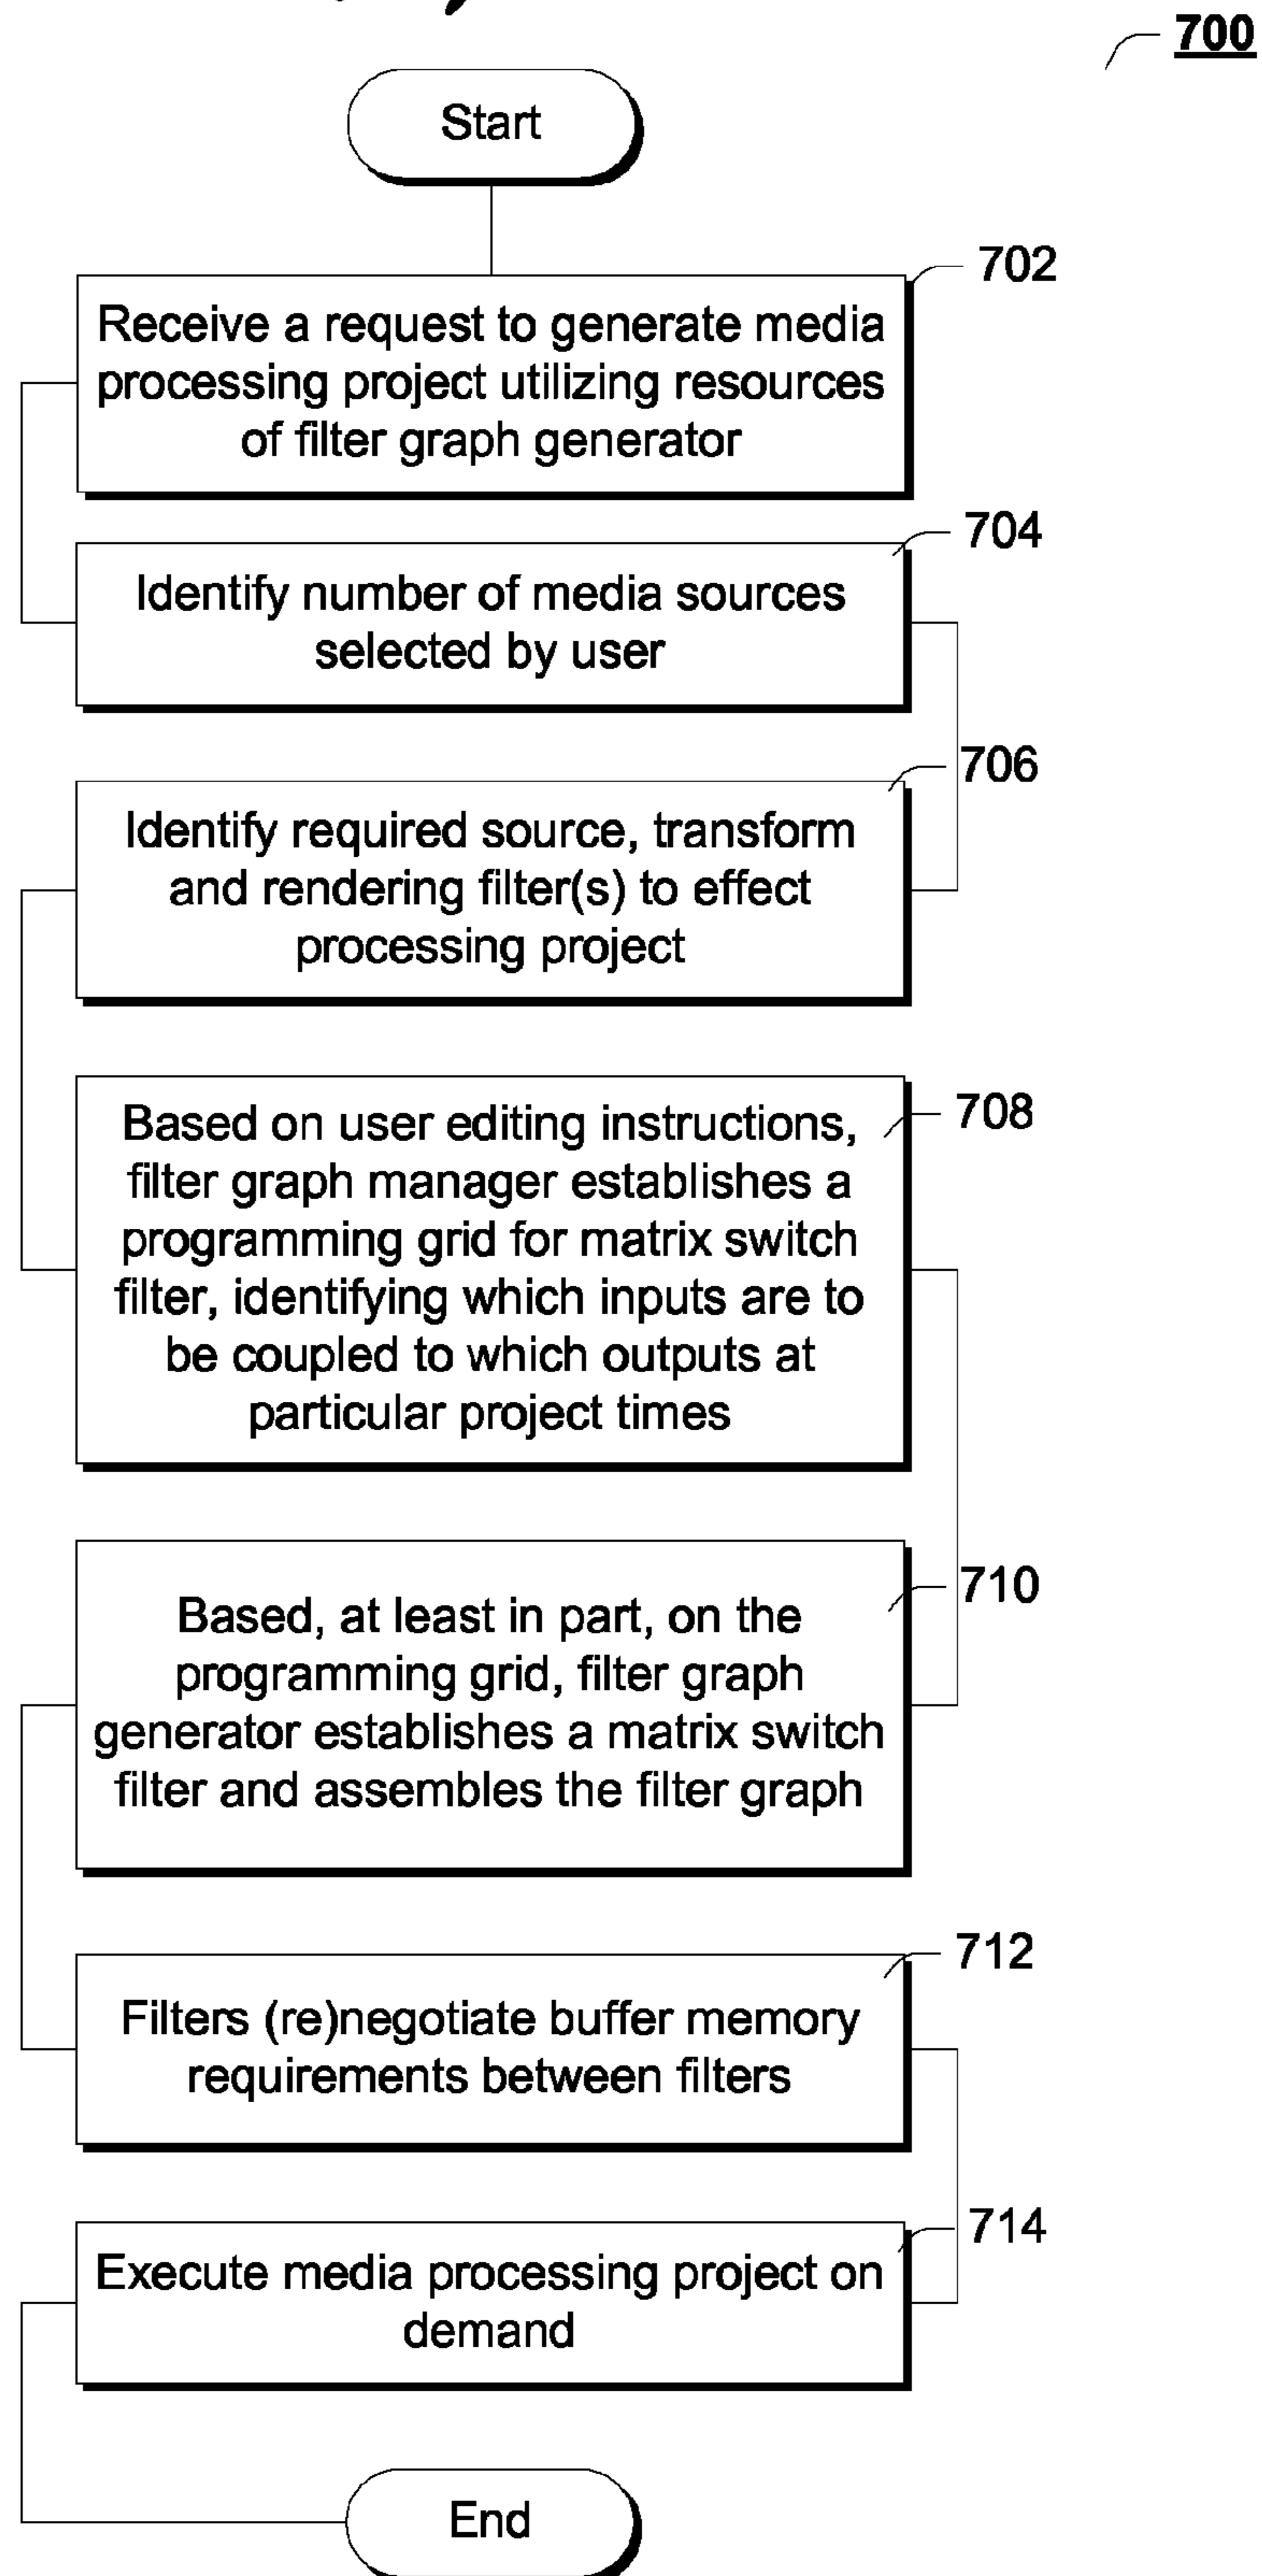 700
Start
702
Receive a request to generate media
processing project utilizing resources
of filter graph generator
704
Identify number of media sources
selected by user
706
Identify required source, transform
and rendering filter(s) to effect
processing project
708
Based on user editing instructions,
filter graph manager establishes a
programming grid for matrix switch
filter, identifying which inputs are to
be coupled to which outputs at
particular project times
710
Based, at least in part, on the
programming grid, filter graph
generator establishes a matrix switch
filter and assembles the filter graph
712
Filters (re)negotiate buffer memory
requirements between filters
714
Execute media processing project on
demand
End